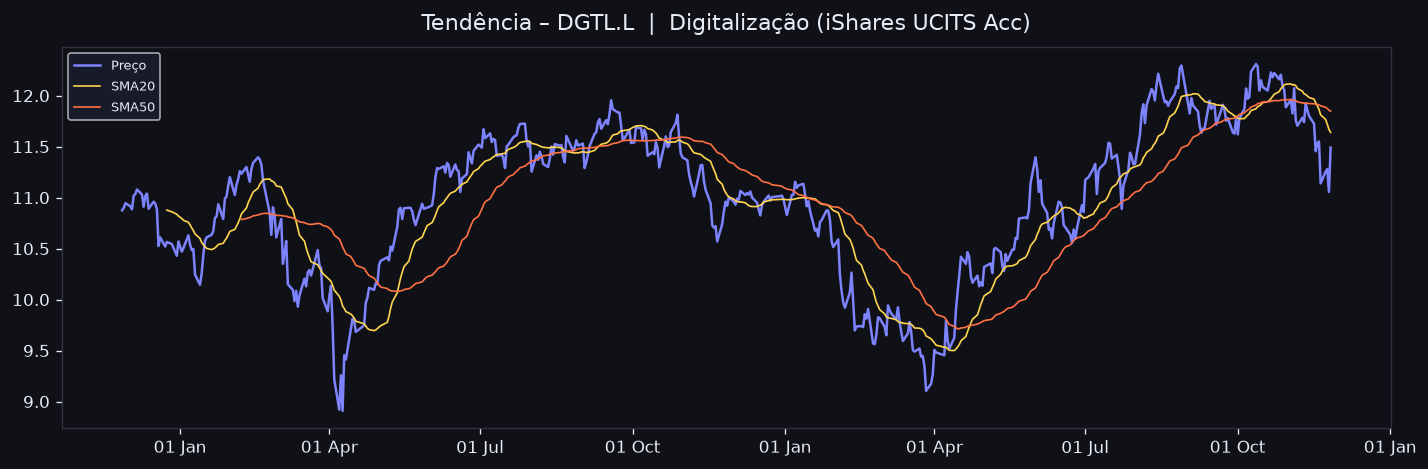 Tendência – DGTL.L | Digitalização (iShares UCITS Acc)
Preço
SMA20
SMA50
12.0
11.5
11.0
10.5
10.0
9.5
9.0
01 Jan
01 Apr
01 Jul
01 Oct
01 Jan
01 Apr
01 Jul
01 Oct
01 Jan